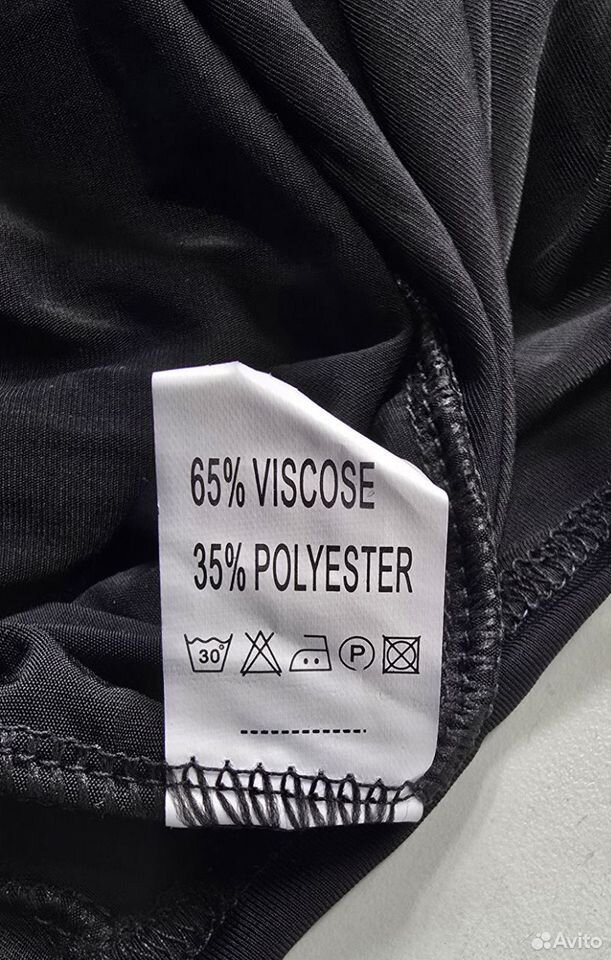 65% VISCOSE
35% POLYESTER
30° P
Avito